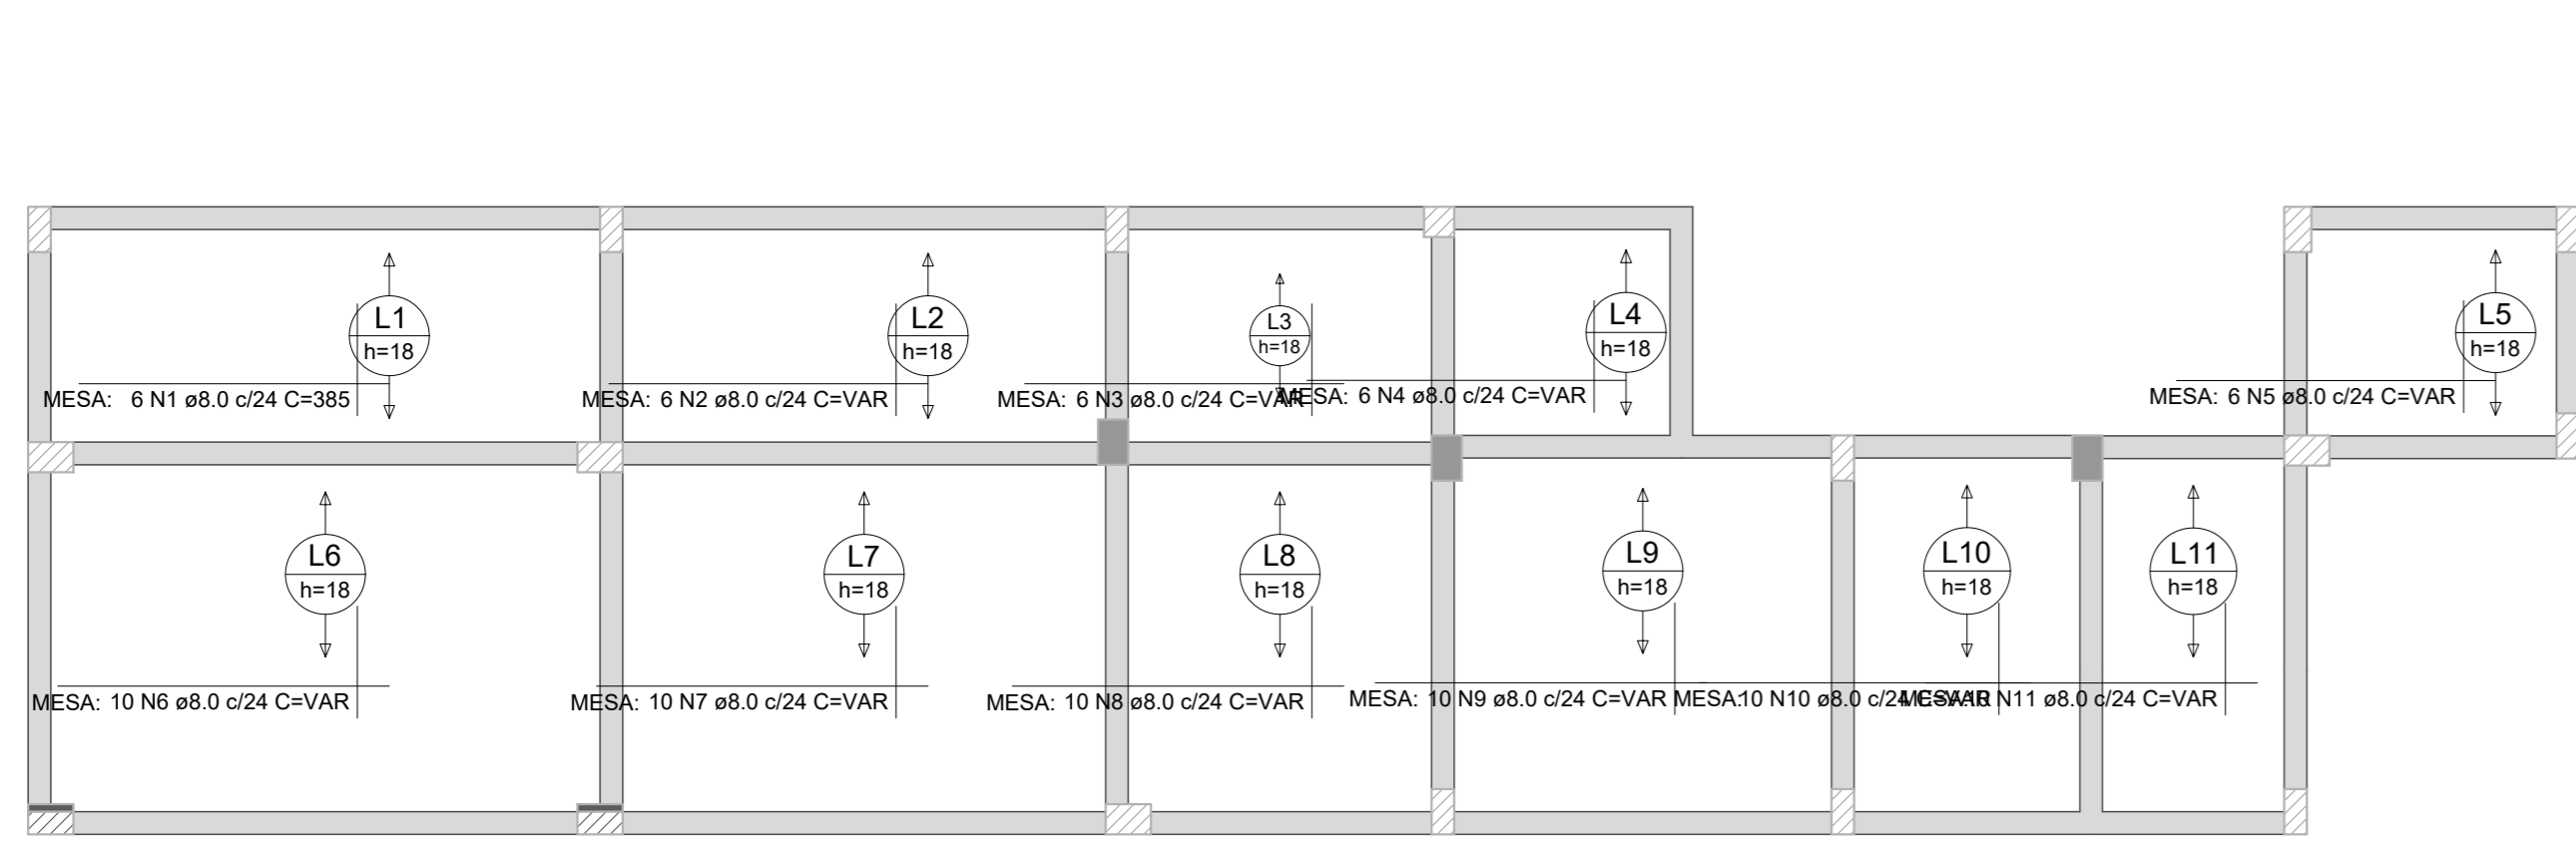 L1
h=18
MESA: 6 N1 ø8.0 c/24 C=385
L2
h=18
MESA: 6 N2 ø8.0 c/24 C=VAR
L3
h=18
MESA: 6 N3 ø8.0 c/24 C=VAR
L4
h=18
MESA: 6 N4 ø8.0 c/24 C=VAR
L5
h=18
MESA: 6 N5 ø8.0 c/24 C=VAR
L6
h=18
MESA: 10 N6 ø8.0 c/24 C=VAR
L7
h=18
MESA: 10 N7 ø8.0 c/24 C=VAR
L8
h=18
MESA: 10 N8 ø8.0 c/24 C=VAR
L9
h=18
MESA: 10 N9 ø8.0 c/24 C=VAR
L10
h=18
MESA: 10 N10 ø8.0 c/24 C=VAR
L11
h=18
MESA: 10 N11 ø8.0 c/24 C=VAR